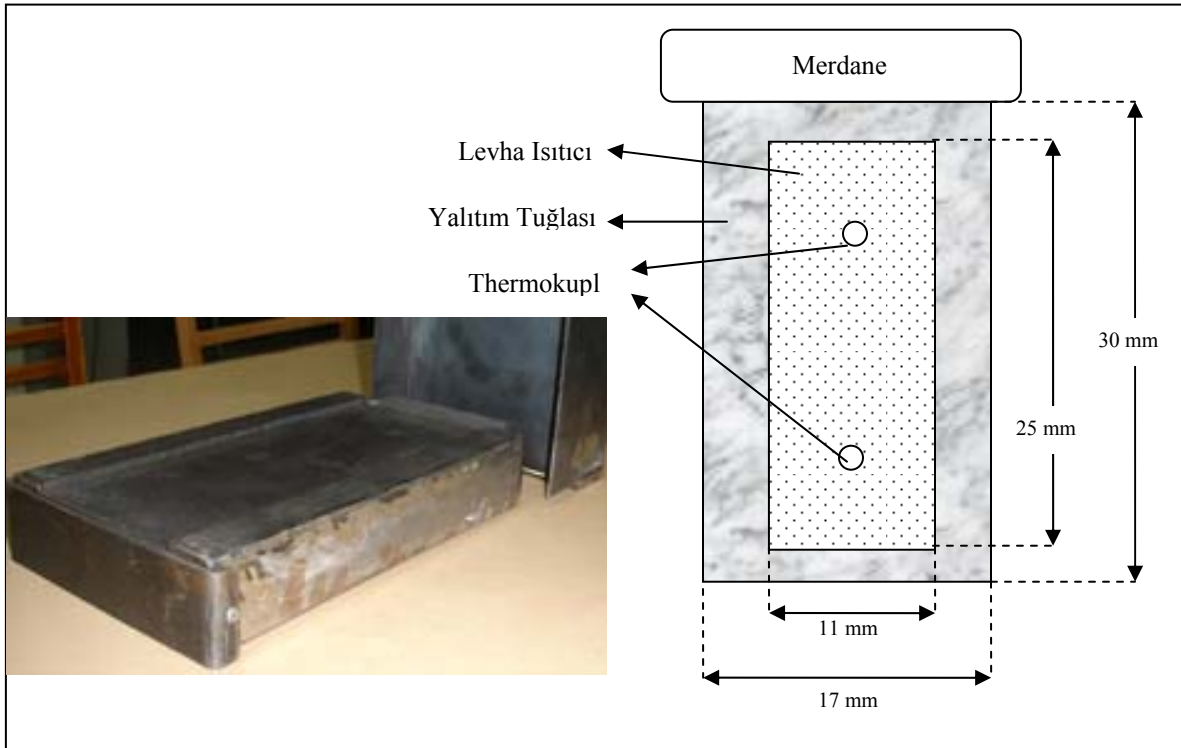 Merdane
Levha Isıtıcı
Yalıtım Tuğlası
Thermokupl
30 mm
25 mm
11 mm
17 mm